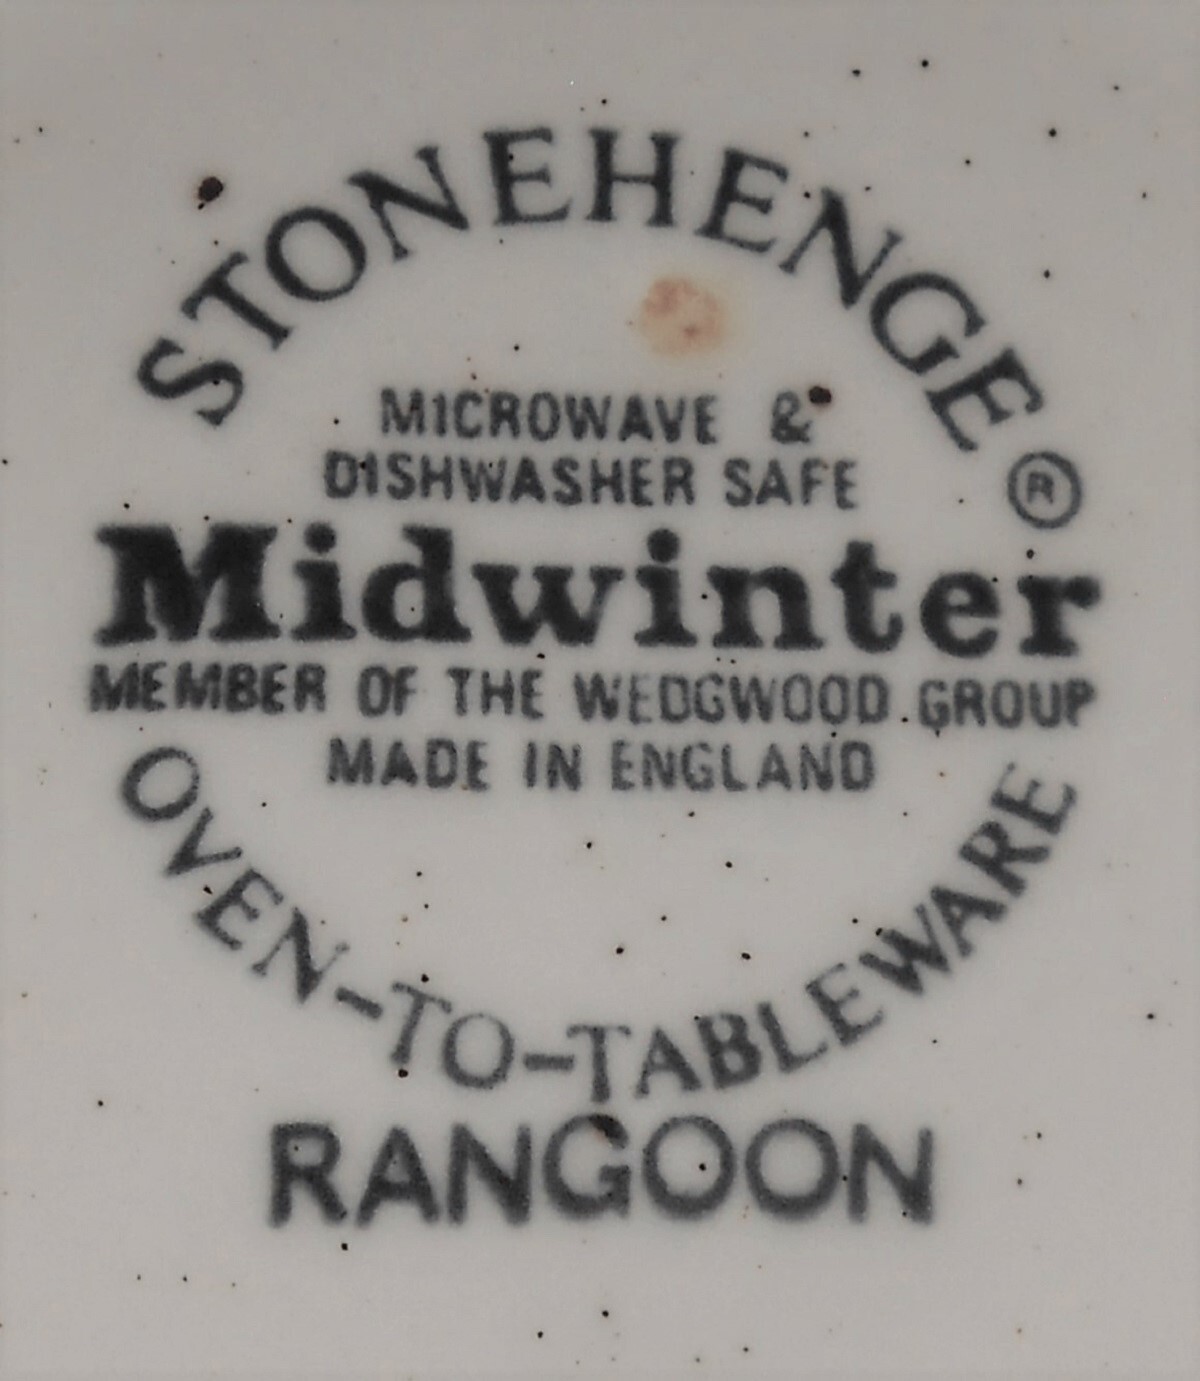 STONEHENGE ®
MICROWAVE &
DISHWASHER SAFE
Midwinter
MEMBER OF THE WEDGWOOD GROUP
MADE IN ENGLAND
OVEN-TO-TABLEWARE
RANGOON